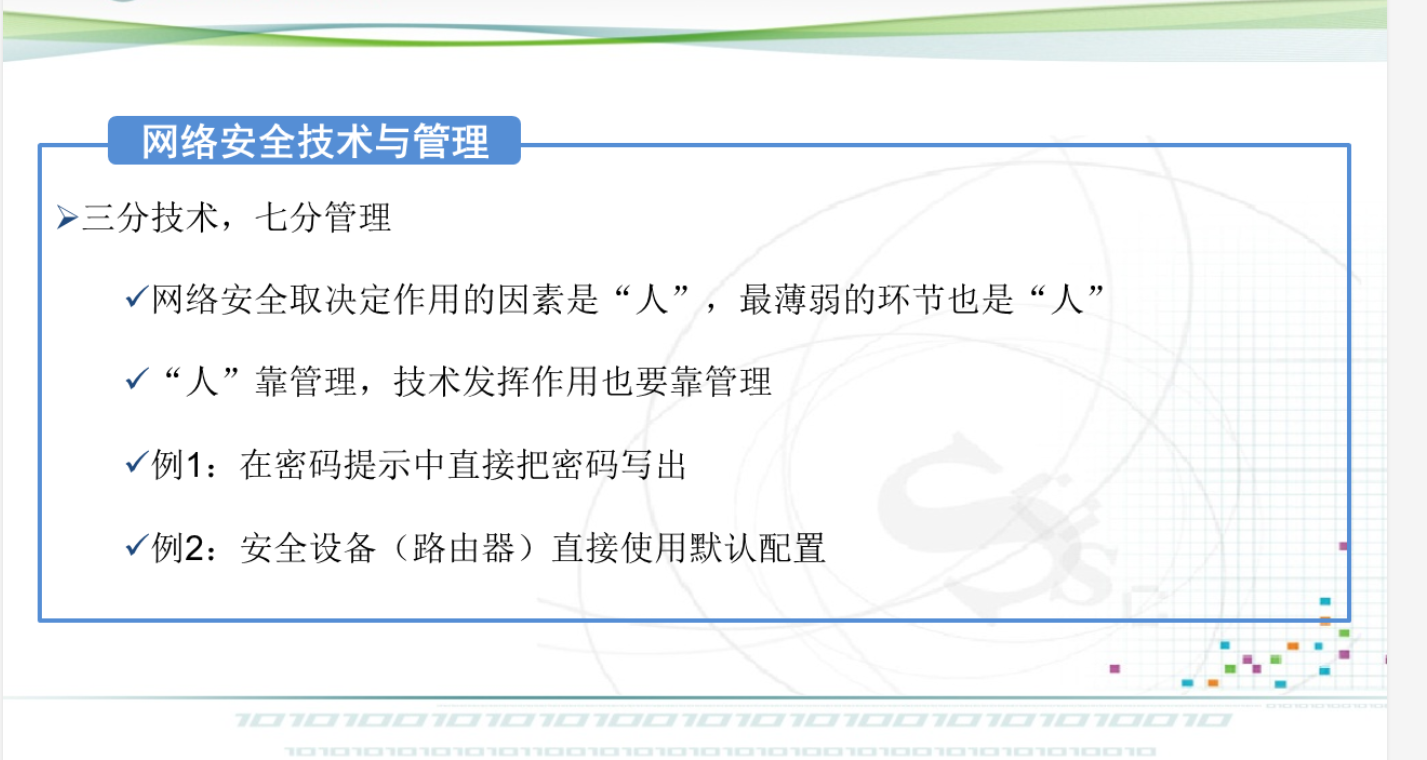 网络安全技术与管理
三分技术，七分管理
网络安全取决定作用的因素是“人”，最薄弱的环节也是“人”
“人”靠管理，技术发挥作用也要靠管理
例1：在密码提示中直接把密码写出
例2：安全设备（路由器）直接使用默认配置